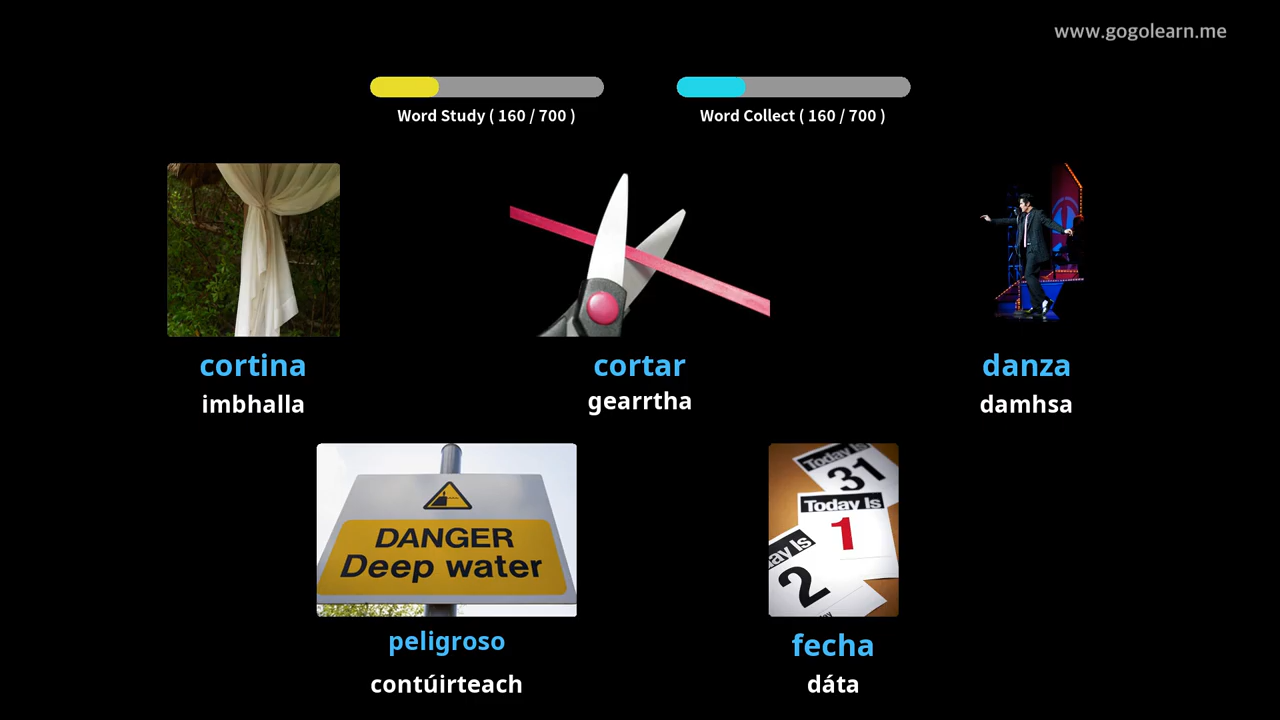 www.gogolearn.me
Word Study ( 160 / 700 )
Word Collect ( 160 / 700 )
cortina
imbhalla
cortar
gearrtha
danza
damhsa
DANGER
Deep water
peligroso
contúirteach
Today Is
31
Today Is
1
ay Is
2
fecha
dáta